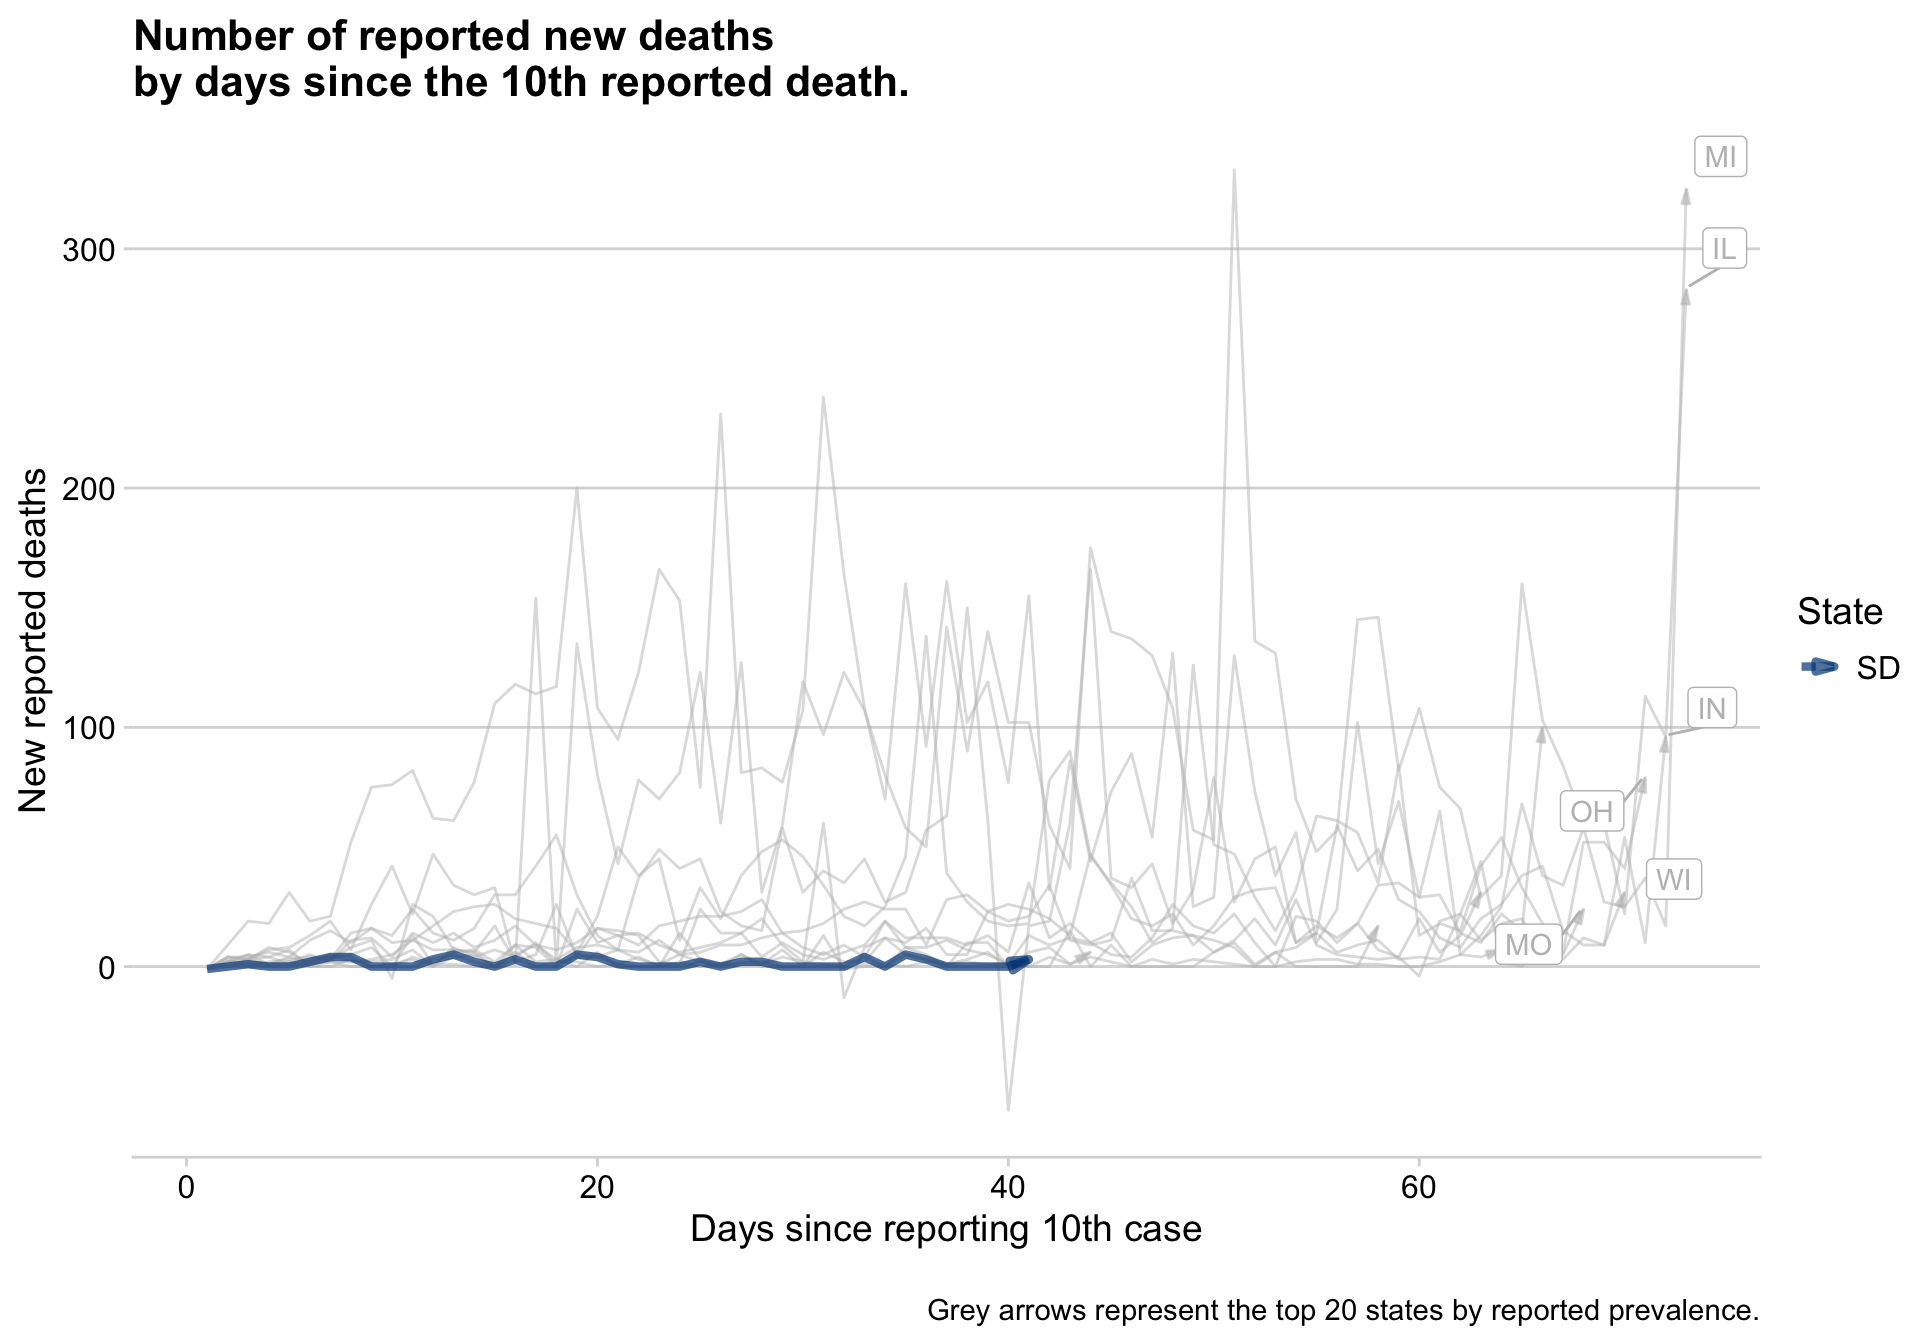 Number of reported new deaths
by days since the 10th reported death.
MI
IL
300
200
IN
100
OH
WI
MO
0
New reported deaths
State
SD
0 20 40 60
Days since reporting 10th case
Grey arrows represent the top 20 states by reported prevalence.